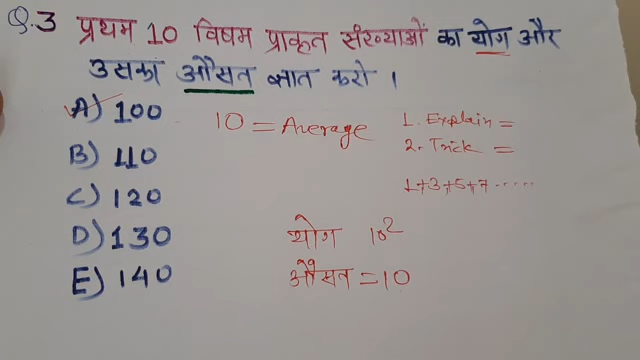 Q.3 प्रथम 10 विषम प्राकृत संख्याओं का योग और
उसका औसत ज्ञात करो ।
A) 100
B) 110
C) 120
D) 130
E) 140
10 = Average
1. Explain =
2. Trick =
1+3+5+7.....
योग 10²
औसत = 10